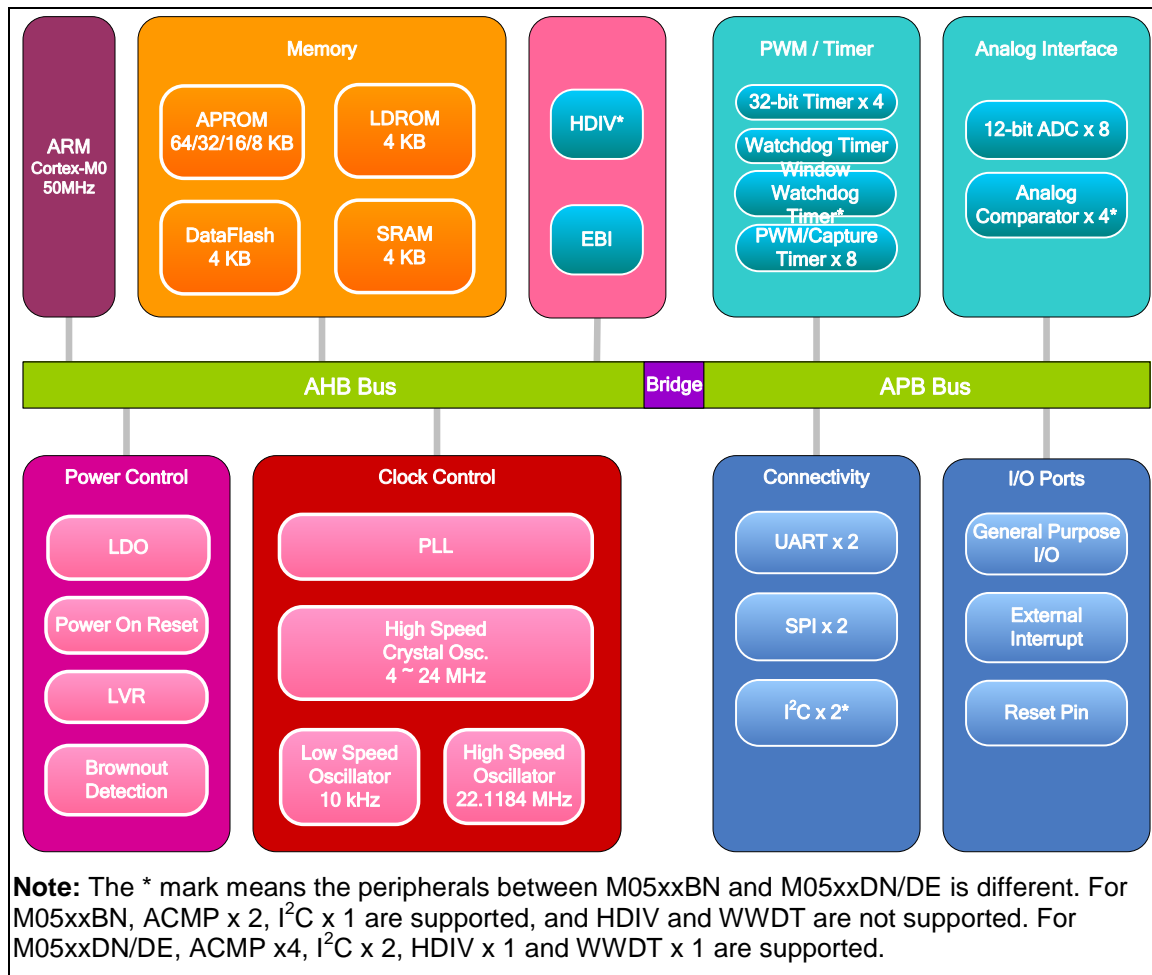 ARM
Cortex-M0
50MHz
Memory
APROM
64/32/16/8 KB
LDROM
4 KB
DataFlash
4 KB
SRAM
4 KB
HDIV*
EBI
PWM / Timer
32-bit Timer x 4
Watchdog Timer
Window
Watchdog
Timer*
PWM/Capture
Timer x 8
Analog Interface
12-bit ADC x 8
Analog
Comparator x 4*
AHB Bus
Bridge
APB Bus
Power Control
LDO
Power On Reset
LVR
Brownout
Detection
Clock Control
PLL
High Speed
Crystal Osc.
4 ~ 24 MHz
Low Speed
Oscillator
10 kHz
High Speed
Oscillator
22.1184 MHz
Connectivity
UART x 2
SPI x 2
I²C x 2*
I/O Ports
General Purpose
I/O
External
Interrupt
Reset Pin
Note: The * mark means the peripherals between M05xxBN and M05xxDN/DE is different. For
M05xxBN, ACMP x 2, I²C x 1 are supported, and HDIV and WWDT are not supported. For
M05xxDN/DE, ACMP x4, I²C x 2, HDIV x 1 and WWDT x 1 are supported.